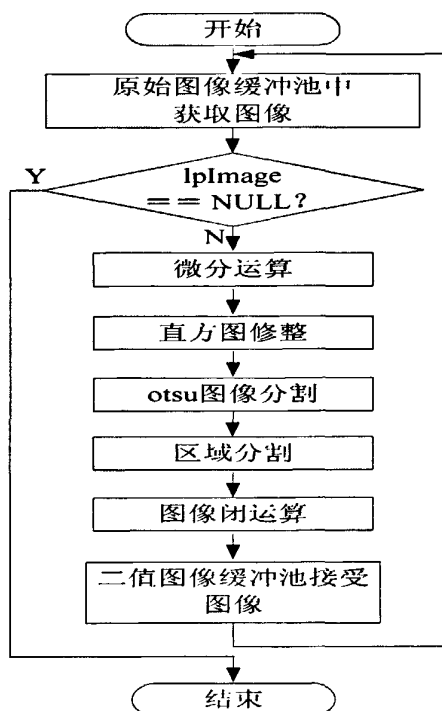 开始
原始图像缓冲池中
获取图像
Y
lpImage
== NULL?
N
微分运算
直方图修整
otsu图像分割
区域分割
图像闭运算
二值图像缓冲池接受
图像
结束